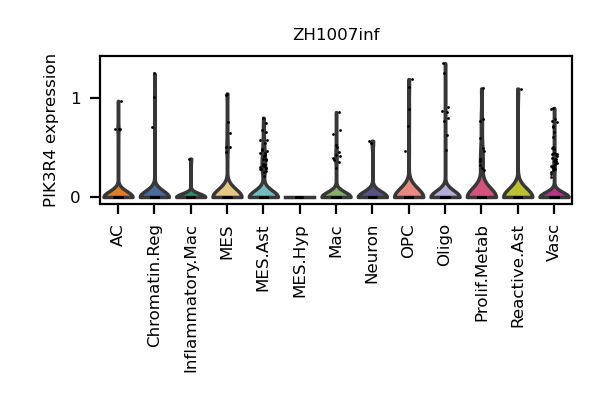 ZH1007inf
PIK3R4 expression
1
0
AC
Chromatin.Reg
Inflammatory.Mac
MES
MES.Ast
MES.Hyp
Mac
Neuron
OPC
Oligo
Prolif.Metab
Reactive.Ast
Vasc